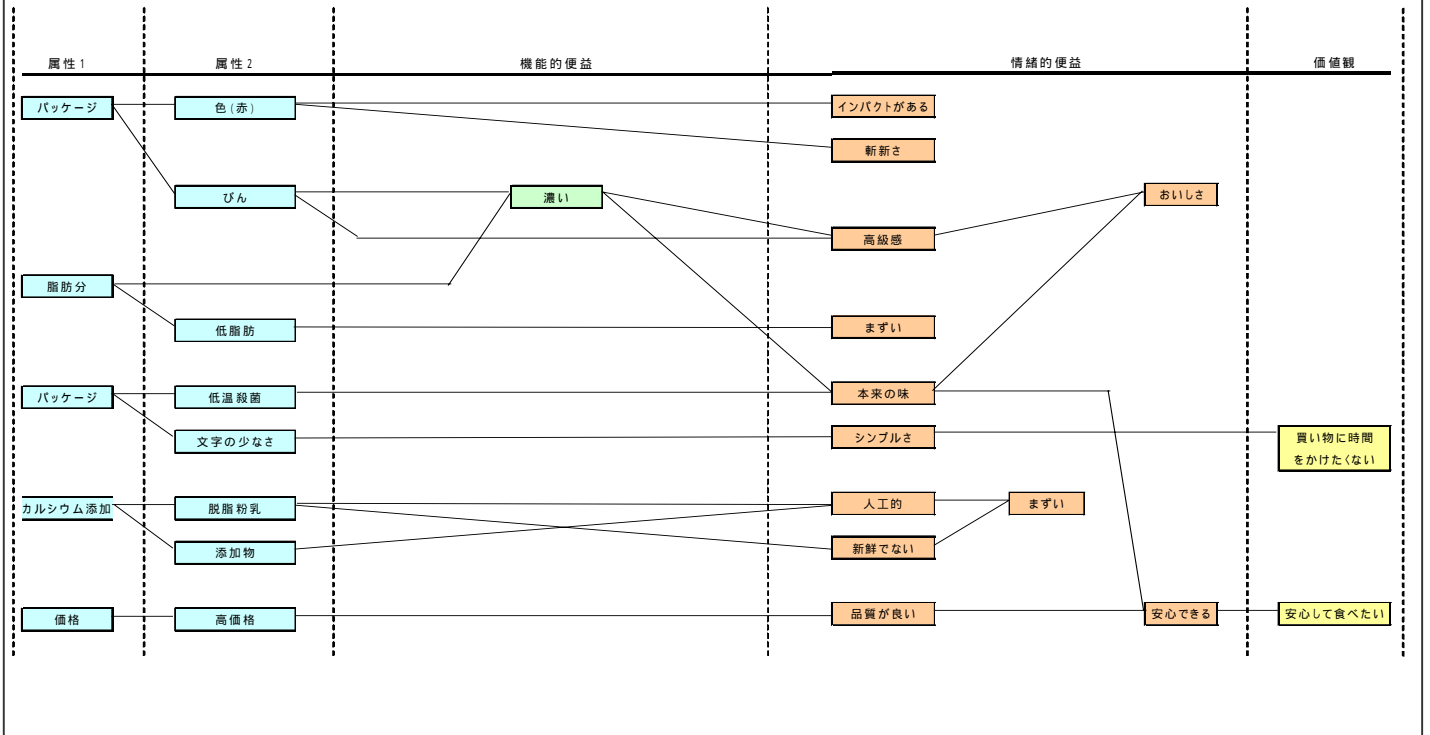 属性1
属性2
機能的便益
情緒的便益
価値観
パッケージ
色(赤)
インパクトがある
斬新さ
びん
濃い
おいしさ
高級感
脂肪分
低脂肪
まずい
パッケージ
低温殺菌
本来の味
文字の少なさ
シンプルさ
買い物に時間
をかけたくない
カルシウム添加
脱脂粉乳
人工的
まずい
添加物
新鮮でない
価格
高価格
品質が良い
安心できる
安心して食べたい